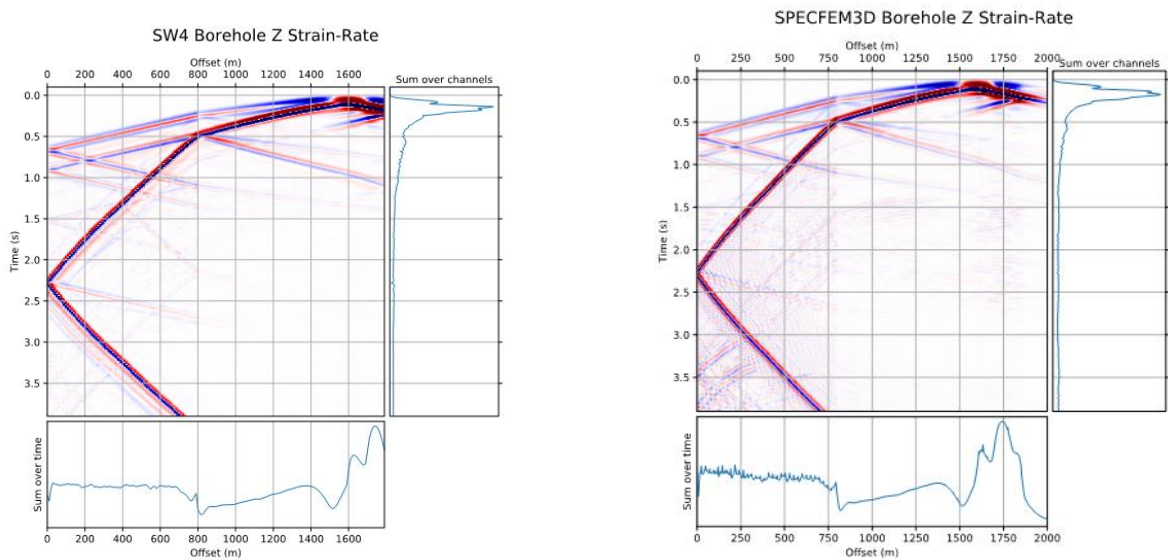 SW4 Borehole Z Strain-Rate
Offset (m)
0 200 400 600 800 1000 1200 1400 1600
Sum over channels
Time (s)
0.0
0.5
1.0
1.5
2.0
2.5
3.0
3.5
Sum over time
0 200 400 600 800 1000 1200 1400 1600
Offset (m)
SPECFEM3D Borehole Z Strain-Rate
Offset (m)
0 250 500 750 1000 1250 1500 1750 2000
Sum over channels
Time (s)
0.0
0.5
1.0
1.5
2.0
2.5
3.0
3.5
Sum over time
0 250 500 750 1000 1250 1500 1750 2000
Offset (m)